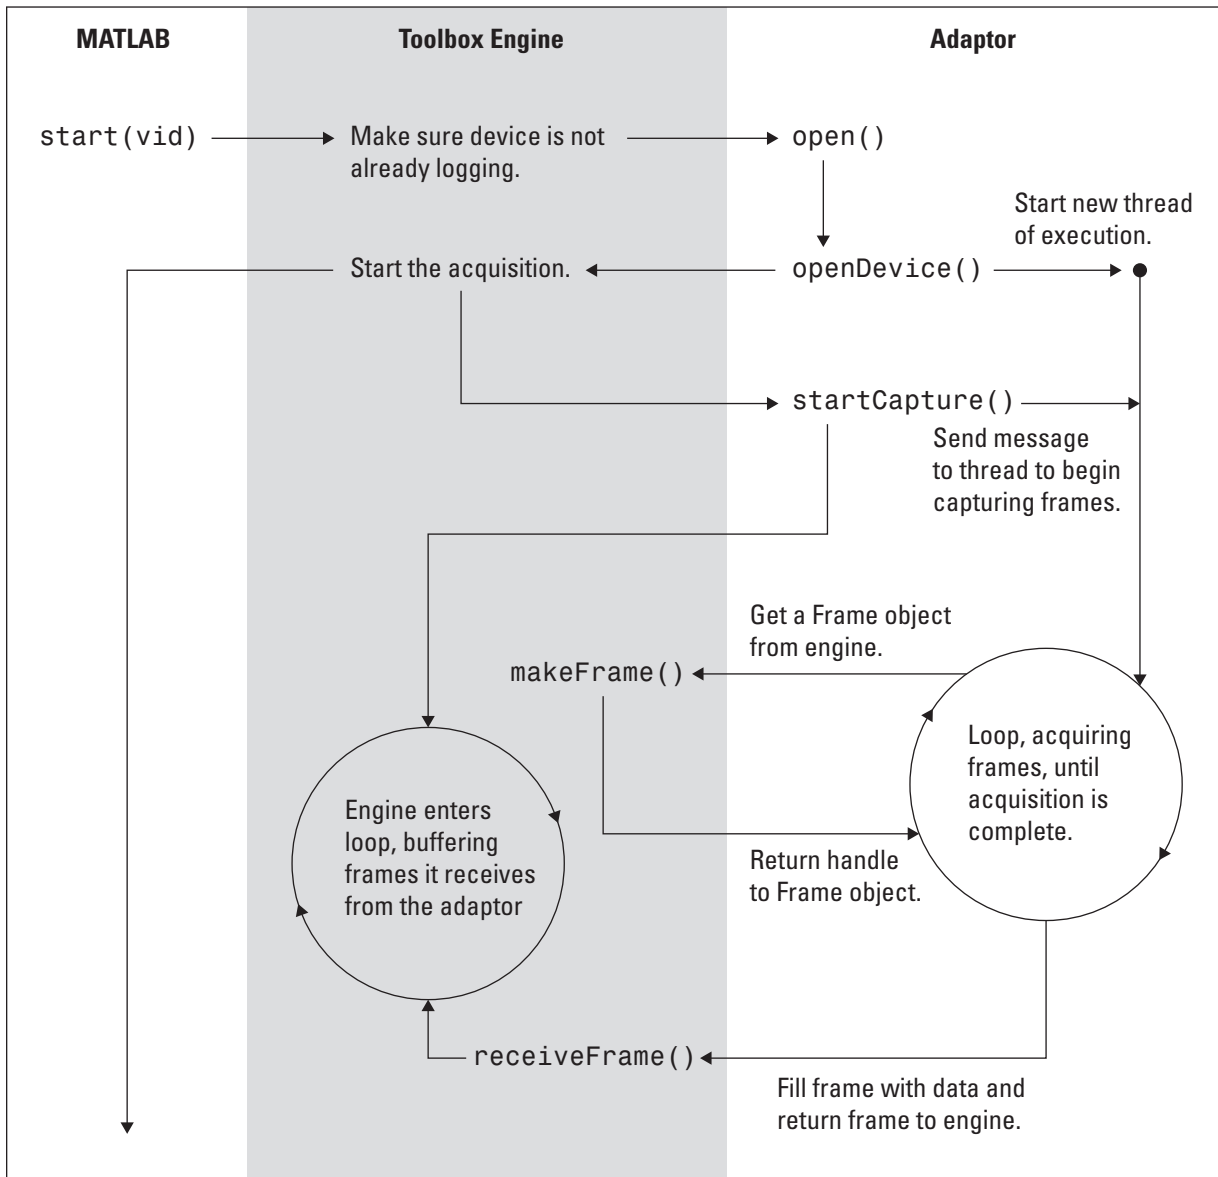 MATLAB
Toolbox Engine
Adaptor
start(vid)
Make sure device is not
already logging.
open()
Start new thread
of execution.
Start the acquisition.
openDevice()
startCapture()
Send message
to thread to begin
capturing frames.
Get a Frame object
from engine.
makeFrame()
Loop, acquiring
frames, until
acquisition is
complete.
Engine enters
loop, buffering
frames it receives
from the adaptor
Return handle
to Frame object.
receiveFrame()
Fill frame with data and
return frame to engine.